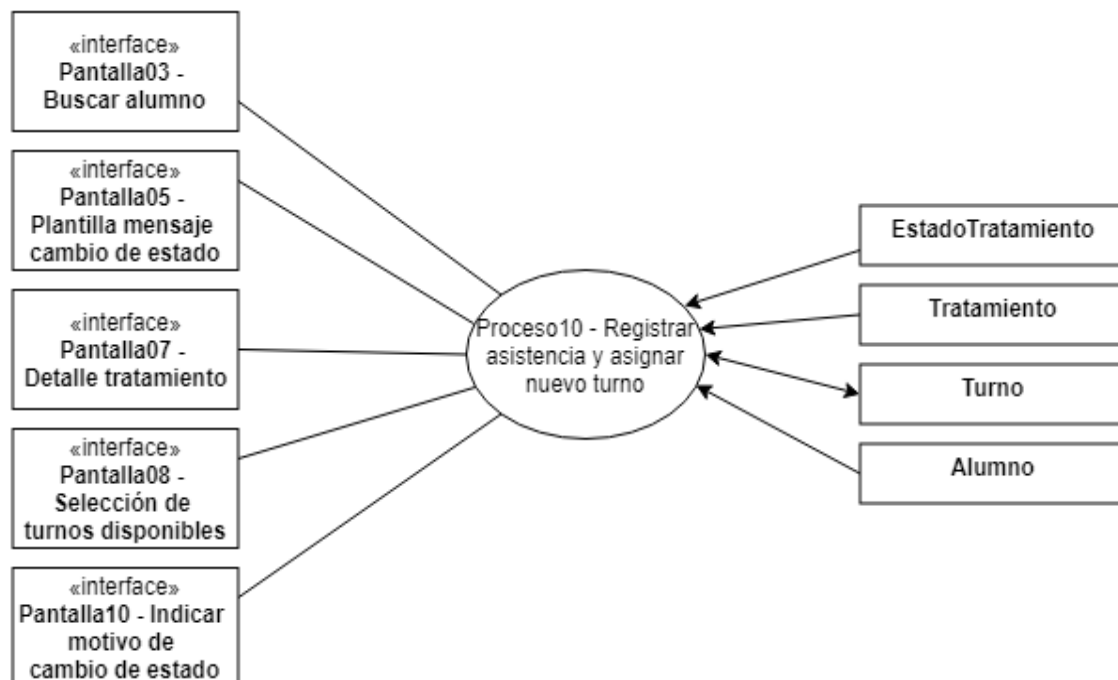 «interface»
Pantalla03 -
Buscar alumno
«interface»
Pantalla05 -
Plantilla mensaje
cambio de estado
«interface»
Pantalla07 -
Detalle tratamiento
«interface»
Pantalla08 -
Selección de
turnos disponibles
«interface»
Pantalla10 - Indicar
motivo de
cambio de estado
Proceso10 - Registrar
asistencia y asignar
nuevo turno
EstadoTratamiento
Tratamiento
Turno
Alumno